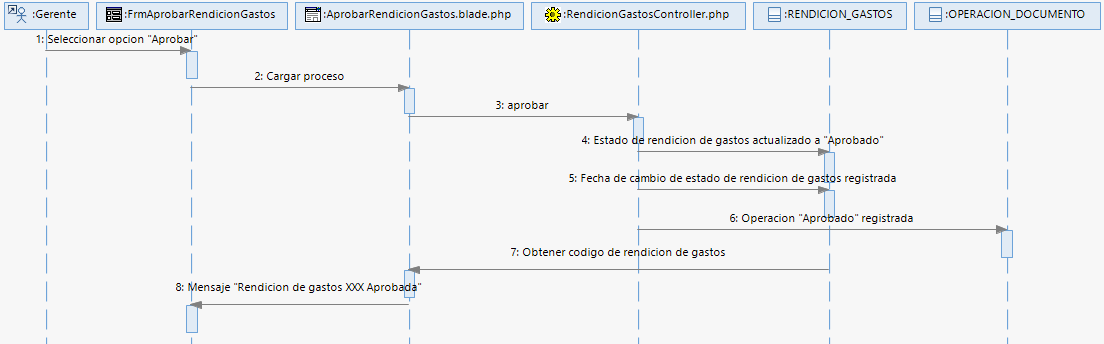 :Gerente
:FrmAprobarRendicionGastos
:AprobarRendicionGastos.blade.php
:RendicionGastosController.php
:RENDICION_GASTOS
:OPERACION_DOCUMENTO
1: Seleccionar opcion "Aprobar"
2: Cargar proceso
3: aprobar
4: Estado de rendicion de gastos actualizado a "Aprobado"
5: Fecha de cambio de estado de rendicion de gastos registrada
6: Operacion "Aprobado" registrada
7: Obtener codigo de rendicion de gastos
8: Mensaje "Rendicion de gastos XXX Aprobada"